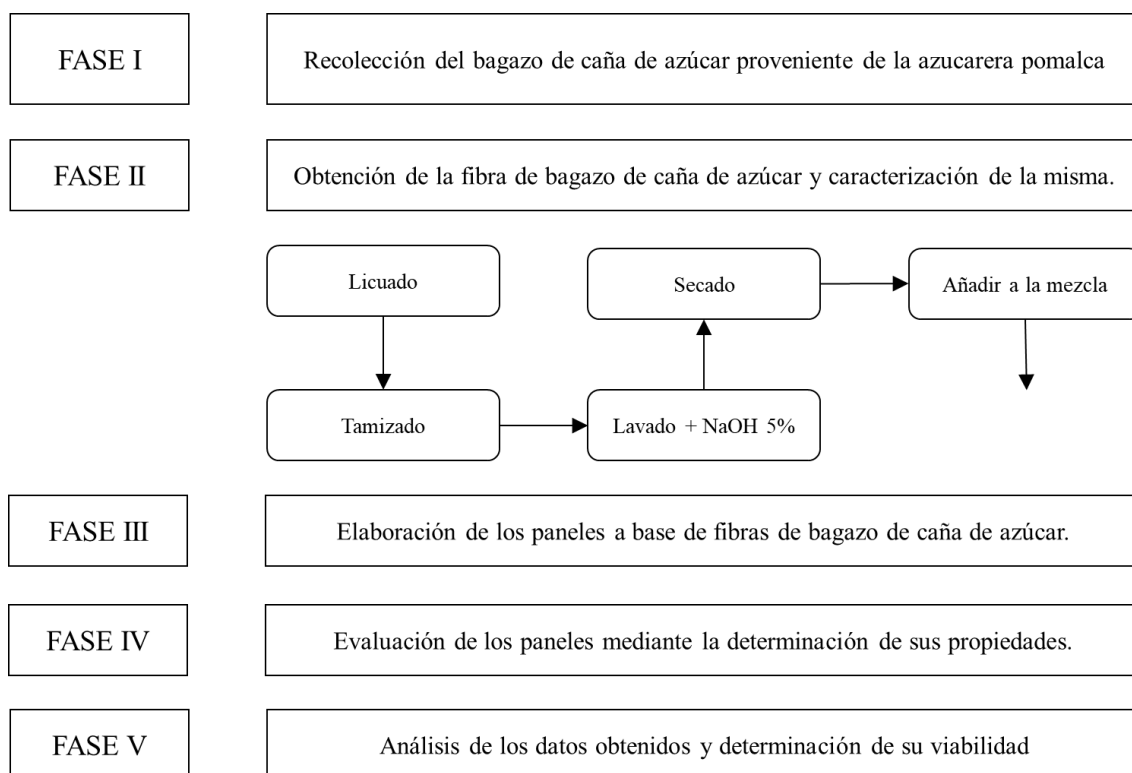 FASE I
Recolección del bagazo de caña de azúcar proveniente de la azucarera pomalca
FASE II
Obtención de la fibra de bagazo de caña de azúcar y caracterización de la misma.
Licuado
Secado
Añadir a la mezcla
Tamizado
Lavado + NaOH 5%
FASE III
Elaboración de los paneles a base de fibras de bagazo de caña de azúcar.
FASE IV
Evaluación de los paneles mediante la determinación de sus propiedades.
FASE V
Análisis de los datos obtenidos y determinación de su viabilidad